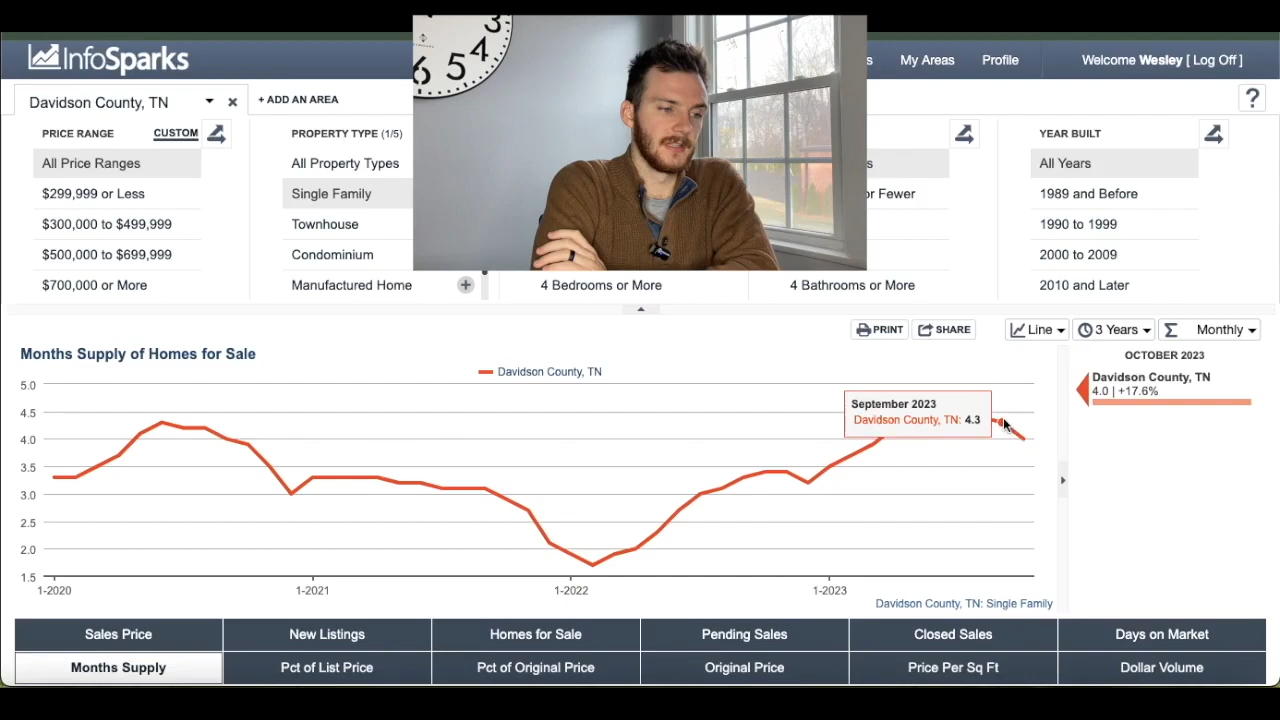 InfoSparks
My Areas
Profile
Welcome Wesley [ Log Off ]
Davidson County, TN
+ ADD AN AREA
?
PRICE RANGE
CUSTOM
All Price Ranges
$299,999 or Less
$300,000 to $499,999
$500,000 to $699,999
$700,000 or More
PROPERTY TYPE (1/5)
All Property Types
Single Family
Townhouse
Condominium
Manufactured Home
4 Bedrooms or More
or Fewer
4 Bathrooms or More
YEAR BUILT
All Years
1989 and Before
1990 to 1999
2000 to 2009
2010 and Later
3
4
5
6
PRINT
SHARE
Line
3 Years
Monthly
Months Supply of Homes for Sale
Davidson County, TN
5.0
4.5
4.0
3.5
3.0
2.5
2.0
1.5
1-2020
1-2021
1-2022
1-2023
September 2023
Davidson County, TN: 4.3
Davidson County, TN: Single Family
OCTOBER 2023
Davidson County, TN
4.0 | +17.6%
Sales Price
New Listings
Homes for Sale
Pending Sales
Closed Sales
Days on Market
Months Supply
Pct of List Price
Pct of Original Price
Original Price
Price Per Sq Ft
Dollar Volume